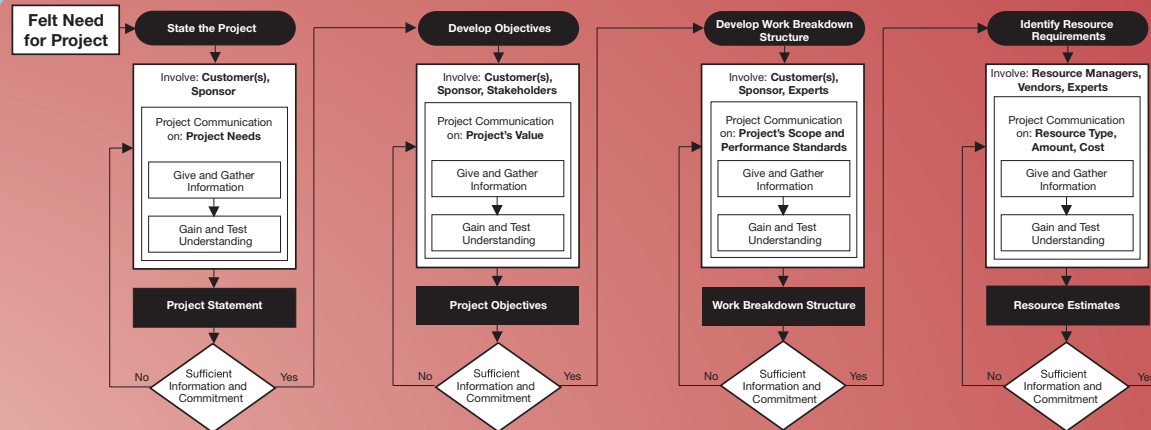 Felt Need
for Project
State the Project
Involve: Customer(s),
Sponsor
Project Communication
on: Project Needs
Give and Gather
Information
Gain and Test
Understanding
Project Statement
No
Sufficient
Information and
Commitment
Yes
Develop Objectives
Involve: Customer(s),
Sponsor, Stakeholders
Project Communication
on: Project's Value
Give and Gather
Information
Gain and Test
Understanding
Project Objectives
No
Sufficient
Information and
Commitment
Yes
Develop Work Breakdown
Structure
Involve: Customer(s),
Sponsor, Experts
Project Communication
on: Project's Scope and
Performance Standards
Give and Gather
Information
Gain and Test
Understanding
Work Breakdown Structure
No
Sufficient
Information and
Commitment
Yes
Identify Resource
Requirements
Involve: Resource Managers,
Vendors, Experts
Project Communication
on: Resource Type,
Amount, Cost
Give and Gather
Information
Gain and Test
Understanding
Resource Estimates
No
Sufficient
Information and
Commitment